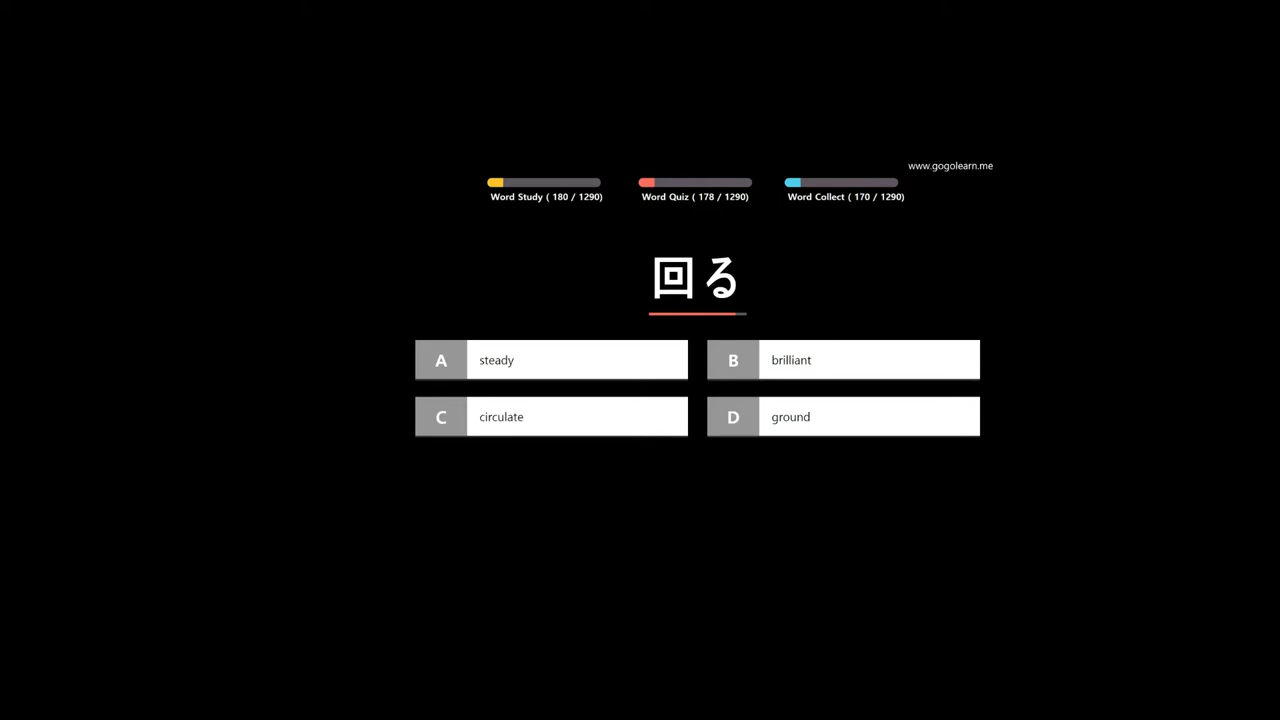 www.gogolearn.me
Word Study ( 180 / 1290)
Word Quiz ( 178 / 1290)
Word Collect ( 170 / 1290)
回る
A steady
B brilliant
C circulate
D ground